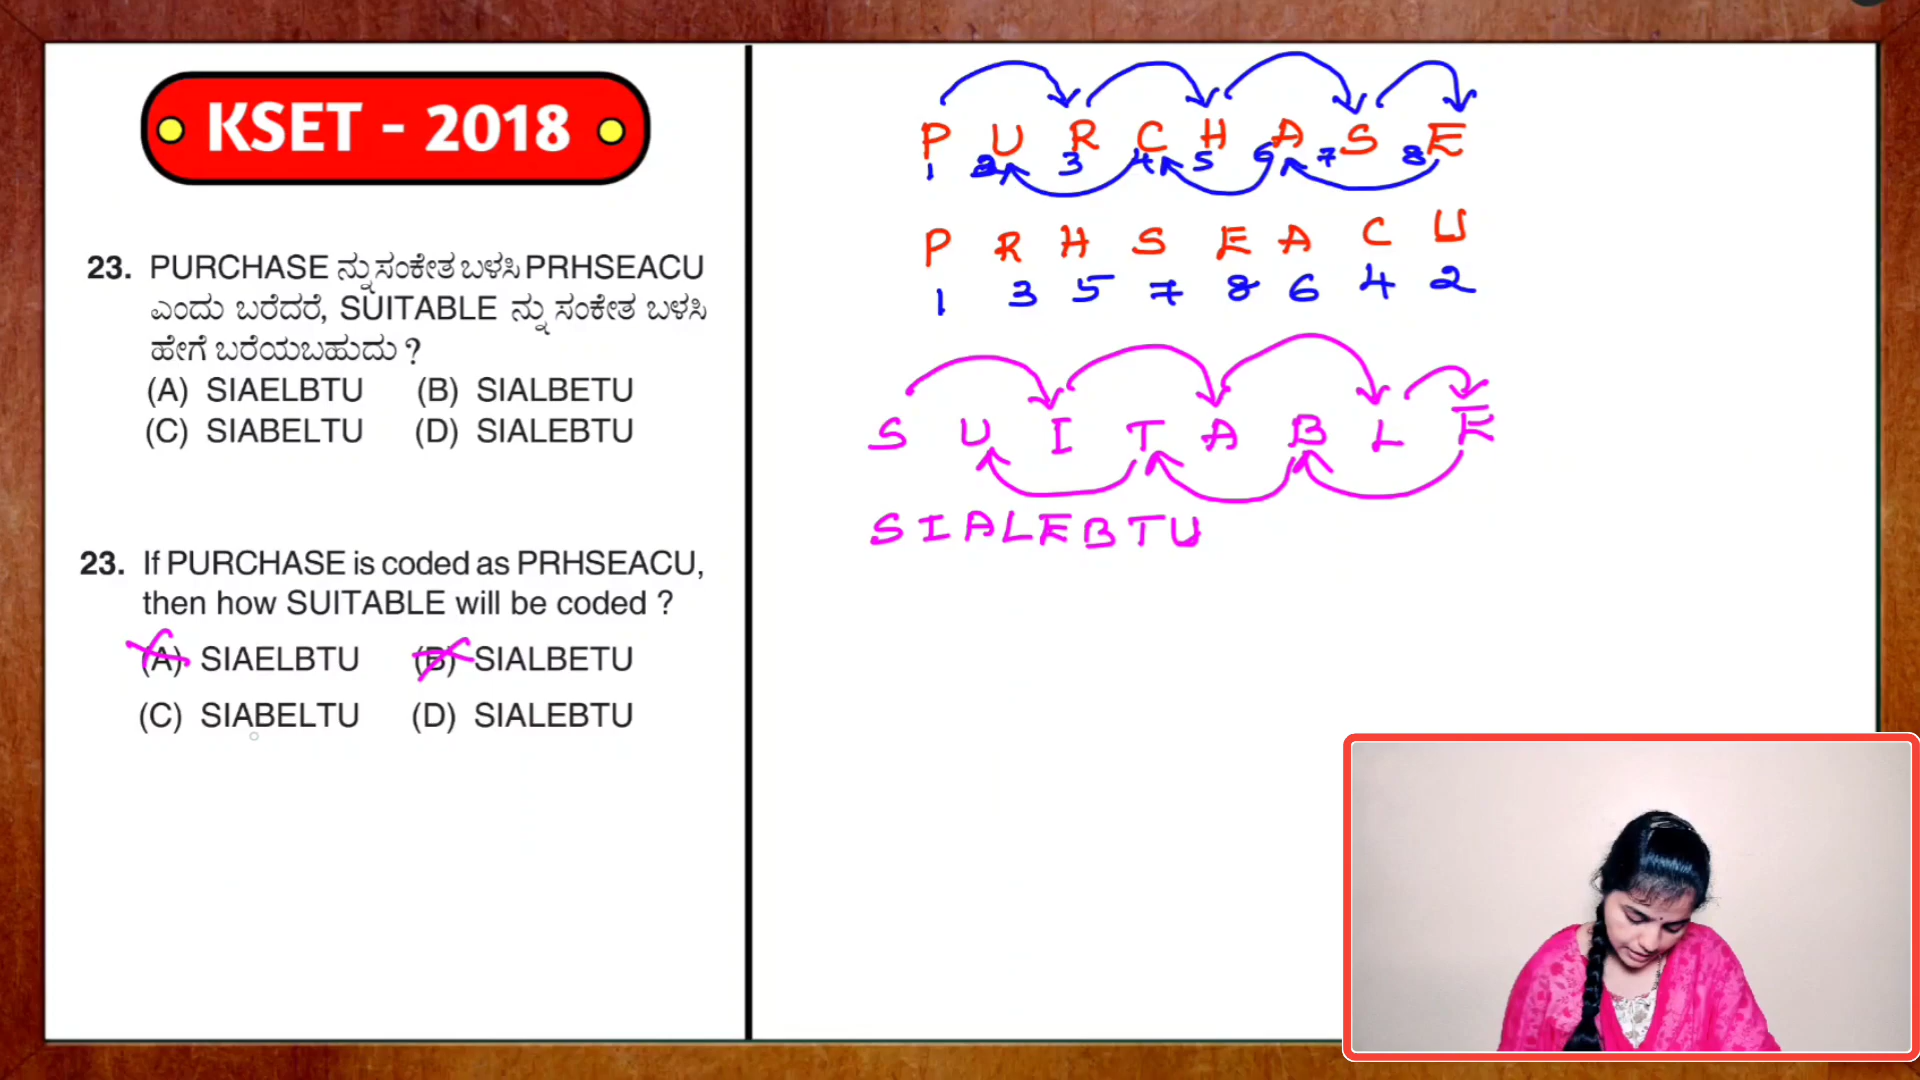 KSET - 2018
23. PURCHASE ನ್ನು ಸಂಕೇತ ಬಳಸಿ PRHSEACU
ಎಂದು ಬರೆದರೆ, SUITABLE ನ್ನು ಸಂಕೇತ ಬಳಸಿ
ಹೇಗೆ ಬರೆಯಬಹುದು ?
(A) SIAELBTU (B) SIALBETU
(C) SIABELTU (D) SIALEBTU
23. If PURCHASE is coded as PRHSEACU,
then how SUITABLE will be coded ?
(A) SIAELBTU (B) SIALBETU
(C) SIABELTU (D) SIALEBTU
P U R C H A S E
1 2 3 4 5 6 7 8
P R H S E A C U
1 3 5 7 8 6 4 2
S U I T A B L E
SIALEBTU